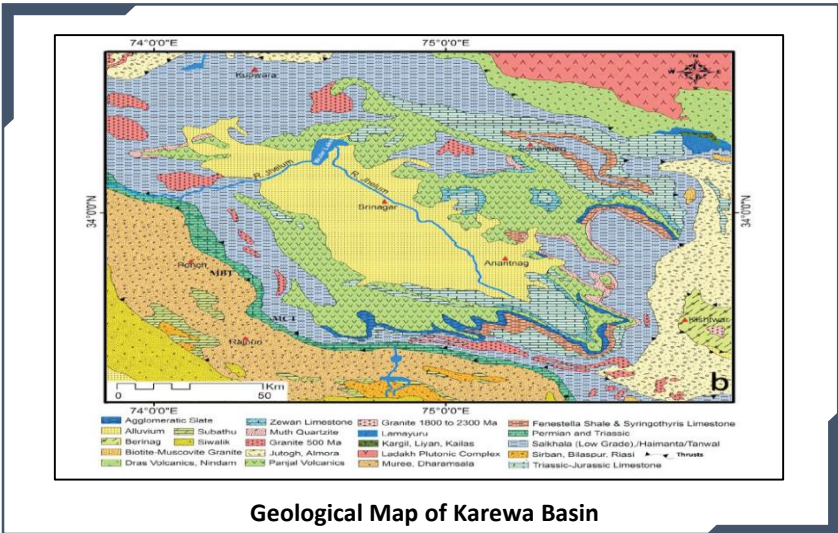 74°0'0"E 75°0'0"E
Kupwara
N
W E
S
R. Jhelum
R. Jhelum
Sonamarg
34°0'0"N 34°0'0"N
Srinagar
Anantnag
Ponch
MBT
Kishtwar
MCT
Rajouri
Km
0 50
b
74°0'0"E 75°0'0"E
Agglomeratic Slate Zewan Limestone Granite 1800 to 2300 Ma Fenestella Shale & Syringothyris Limestone
Alluvium Subathu Muth Quartzite Lamayuru Permian and Triassic
Berinag Siwalik Granite 500 Ma Kargil, Liyan, Kailas Salkhala (Low Grade),/Haimanta/Tanwal
Biotite-Muscovite Granite Jutogh, Almora Ladakh Plutonic Complex Sirban, Bilaspur, Riasi Thrusts
Dras Volcanics, Nindam Panjal Volcanics Muree, Dharamsala Triassic-Jurassic Limestone
Geological Map of Karewa Basin